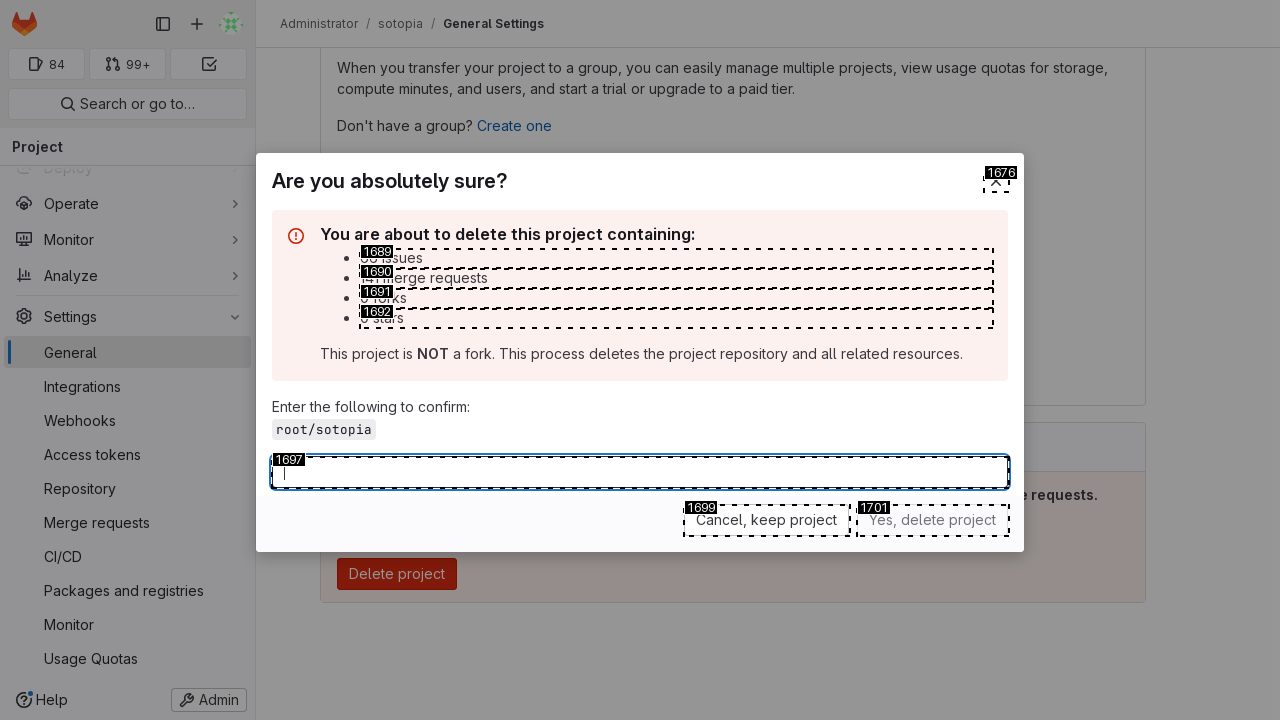 Administrator / sotopia / General Settings
84
99+
Search or go to…
Project
Deploy
Operate
Monitor
Analyze
Settings
General
Integrations
Webhooks
Access tokens
Repository
Merge requests
CI/CD
Packages and registries
Monitor
Usage Quotas
Help
Admin
When you transfer your project to a group, you can easily manage multiple projects, view usage quotas for storage,
compute minutes, and users, and start a trial or upgrade to a paid tier.
Don't have a group? Create one
Are you absolutely sure?
1676
You are about to delete this project containing:
1689
issues
1690
141 merge requests
1691
forks
1692
stars
This project is NOT a fork. This process deletes the project repository and all related resources.
Enter the following to confirm:
root/sotopia
1697
1699
Cancel, keep project
1701
Yes, delete project
e requests.
Delete project